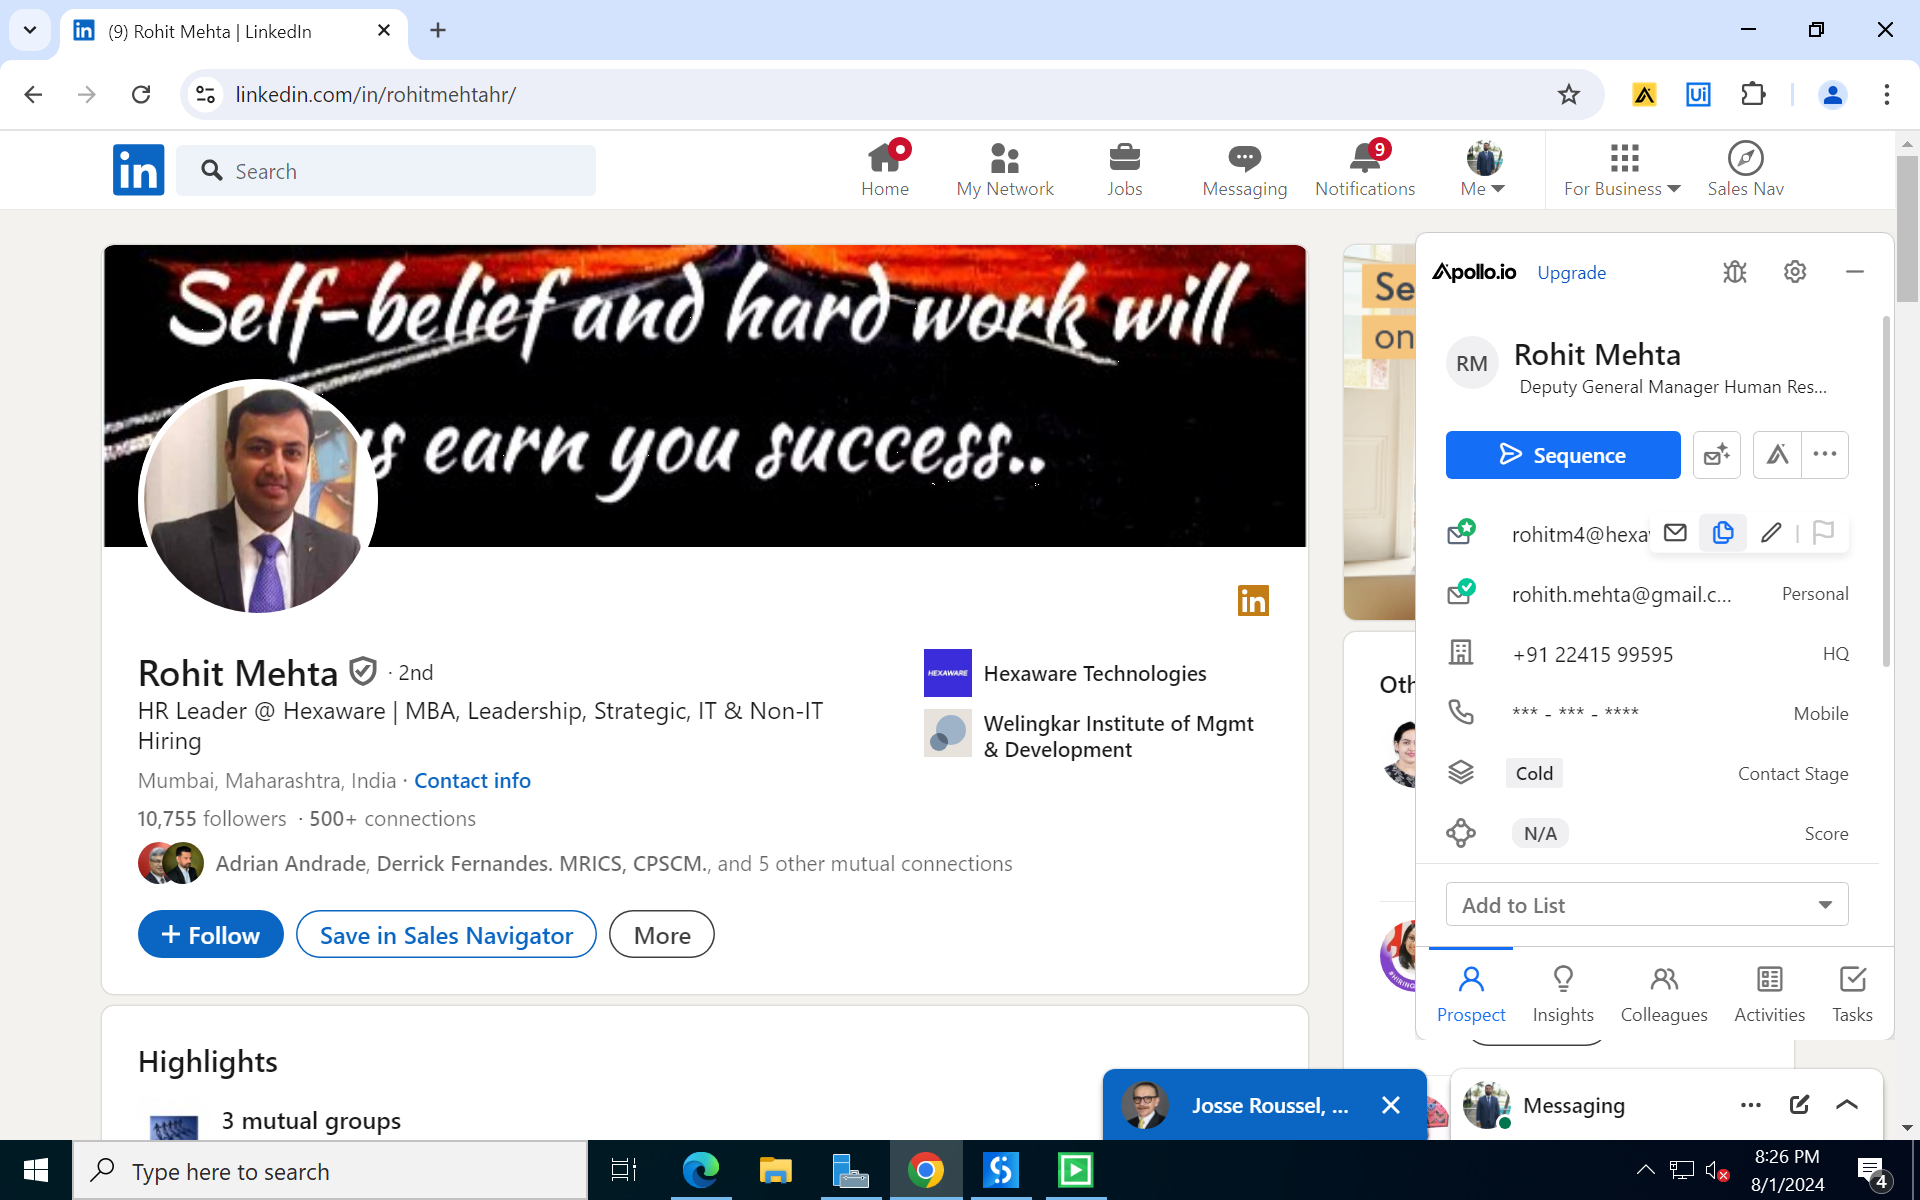 (9) Rohit Mehta | LinkedIn
linkedin.com/in/rohitmehtahr/
Ui
in
Search
Home
My Network
Jobs
Messaging
9
Notifications
Me
For Business
Sales Nav
Self-belief and hard work will
us earn you success..
Se
on
Apollo.io
Upgrade
RM
Rohit Mehta
Deputy General Manager Human Res...
Sequence
rohitm4@hexa
rohith.mehta@gmail.c...
Personal
+91 22415 99595
HQ
*** - *** - ****
Mobile
Cold
Contact Stage
N/A
Score
Add to List
Prospect
Insights
Colleagues
Activities
Tasks
in
Rohit Mehta · 2nd
HR Leader @ Hexaware | MBA, Leadership, Strategic, IT & Non-IT
Hiring
Mumbai, Maharashtra, India · Contact info
10,755 followers · 500+ connections
Adrian Andrade, Derrick Fernandes. MRICS, CPSCM., and 5 other mutual connections
HEXAWARE
Hexaware Technologies
Welingkar Institute of Mgmt
& Development
Follow
Save in Sales Navigator
More
Oth
#HIRING
Highlights
3 mutual groups
Josse Roussel, ...
Messaging
Type here to search
8:26 PM
8/1/2024
4